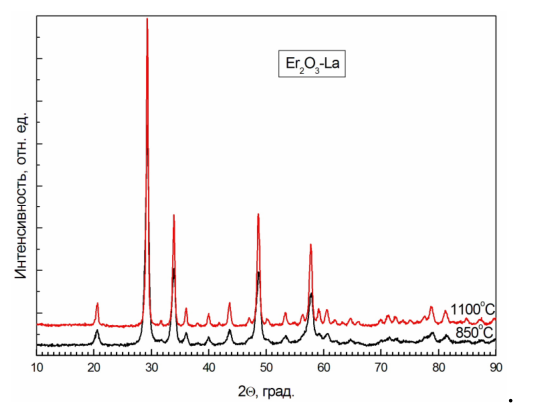 Er₂O₃-La
Интенсивность, отн. ед.
1100°C
850°C
10 20 30 40 50 60 70 80 90
2Θ, град.
.